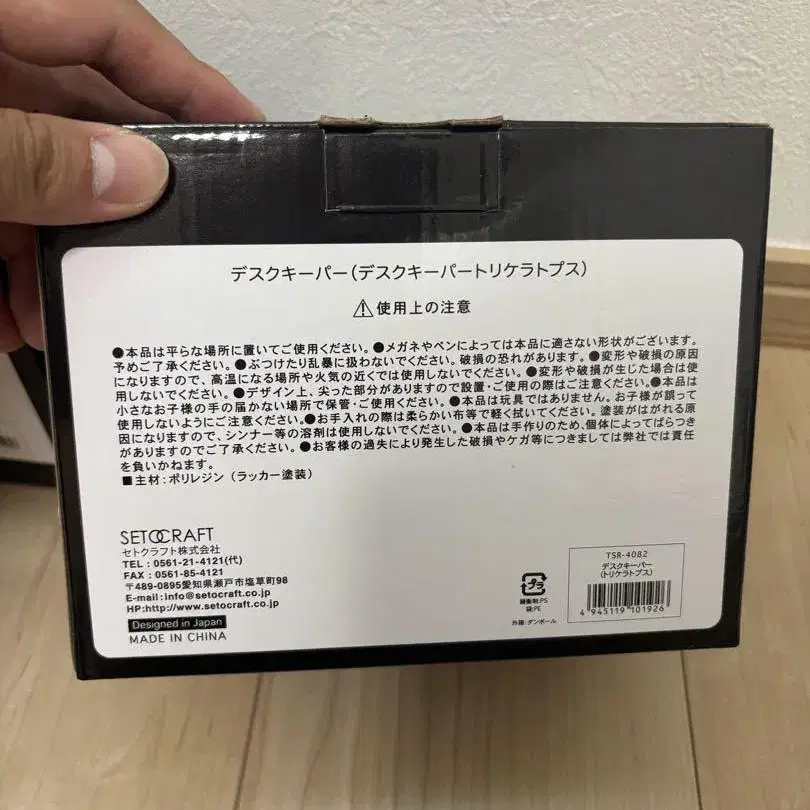 デスクキーパー(デスクキーパートリケラトプス)
⚠使用上の注意
●本品は平らな場所に置いてご使用ください。●メガネやペンによっては本品に適さない形状がございます。
予めご了承ください。●ぶつけたり乱暴に扱わないでください。破損の恐れがあります。●変形や破損の原因
になりますので、高温になる場所や火気の近くでは使用しないでください。●変形や破損が生じた場合は使
用しないでください。●デザイン上、尖った部分がありますので設置・ご使用の際はご注意ください。●本品は
小さなお子様の手の届かない場所で保管・ご使用ください。●本品は玩具ではありません。お子様が誤って
使用しないようにご注意ください。●お手入れの際は柔らかい布等で軽く拭いてください。塗装がはがれる原
因になりますので、シンナー等の溶剤は使用しないでください。●本品は手作りのため、個体によってばらつき
がありますのでご了承ください。●お客様の過失により発生した破損やケガ等につきましては弊社では責任
を負いかねます。
■主材:ポリレジン(ラッカー塗装)
SETOCRAFT
セトクラフト株式会社
TEL : 0561-21-4121(代)
FAX : 0561-85-4121
〒489-0895愛知県瀬戸市塩草町98
E-mail:info@setocraft.co.jp
HP:http://www.setocraft.co.jp
Designed in Japan
MADE IN CHINA
プラ
緩衝剤:PS
袋:PE
外箱:ダンボール
TSR-4082
デスクキーパー
(トリケラトプス)
4 945119 101926